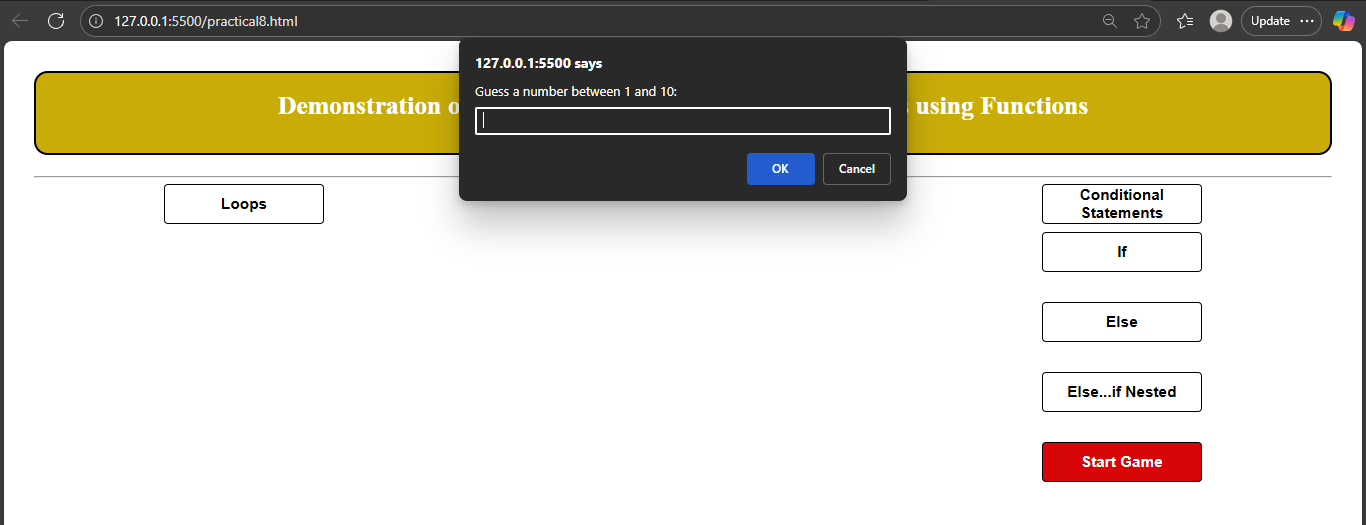 127.0.0.1:5500/practical8.html
Update
127.0.0.1:5500 says
Guess a number between 1 and 10:
OK
Cancel
Demonstration using Functions
Loops
Conditional
Statements
If
Else
Else...if Nested
Start Game